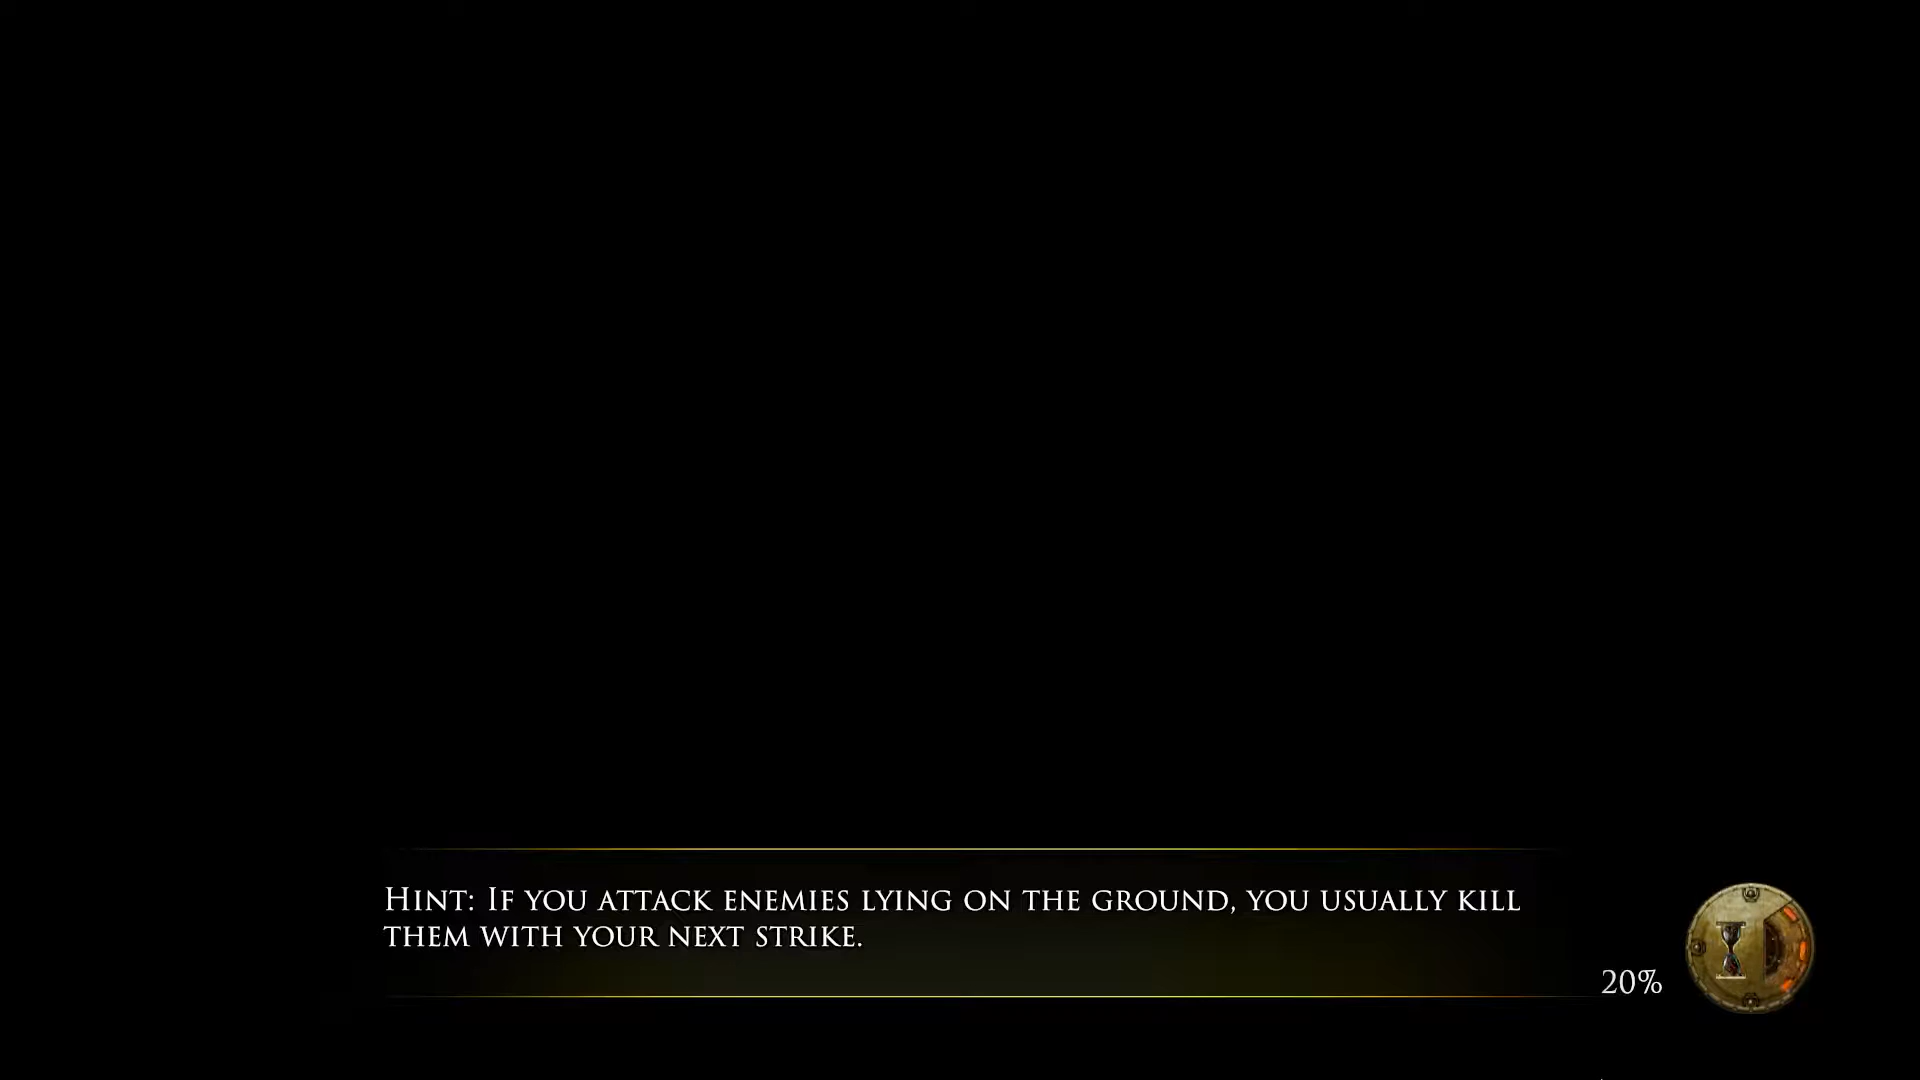 Hint: If you attack enemies lying on the ground, you usually kill
them with your next strike.
20%